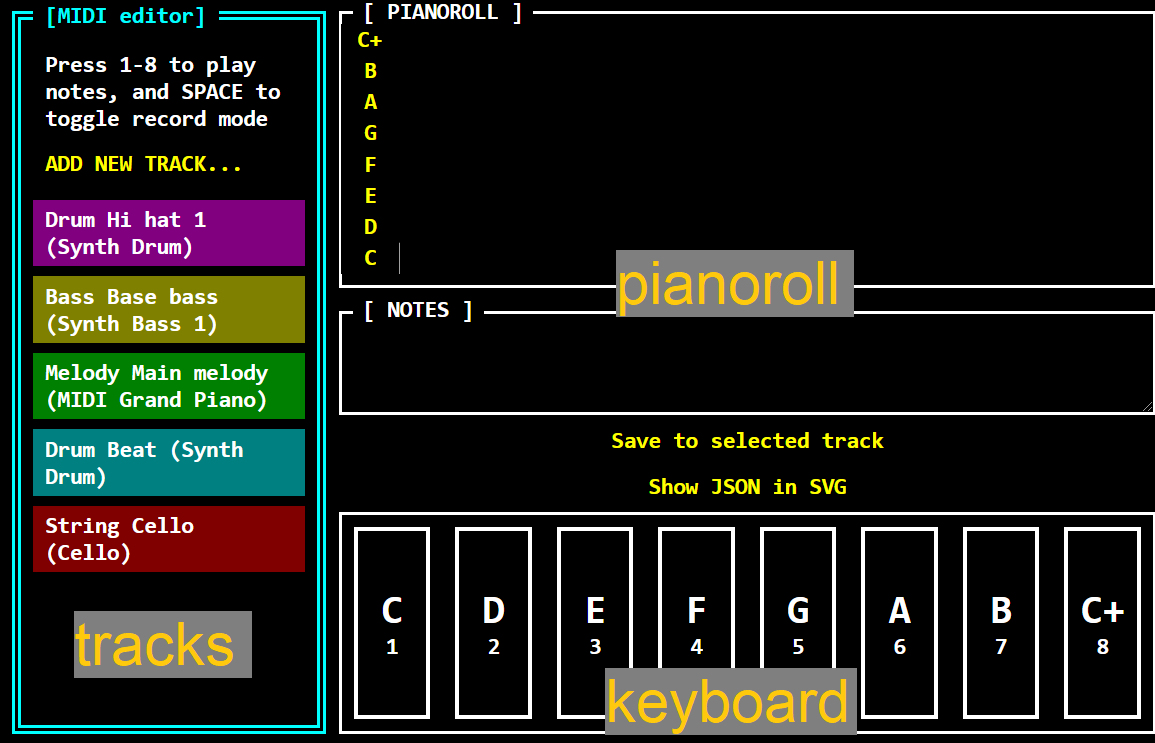 [MIDI editor]
Press 1-8 to play
notes, and SPACE to
toggle record mode
ADD NEW TRACK...
Drum Hi hat 1
(Synth Drum)
Bass Base bass
(Synth Bass 1)
Melody Main melody
(MIDI Grand Piano)
Drum Beat (Synth
Drum)
String Cello
(Cello)
tracks
[ PIANOROLL ]
C+
B
A
G
F
E
D
C
pianoroll
[ NOTES ]
Save to selected track
Show JSON in SVG
C D E F G A B C+
1 2 3 4 5 6 7 8
keyboard